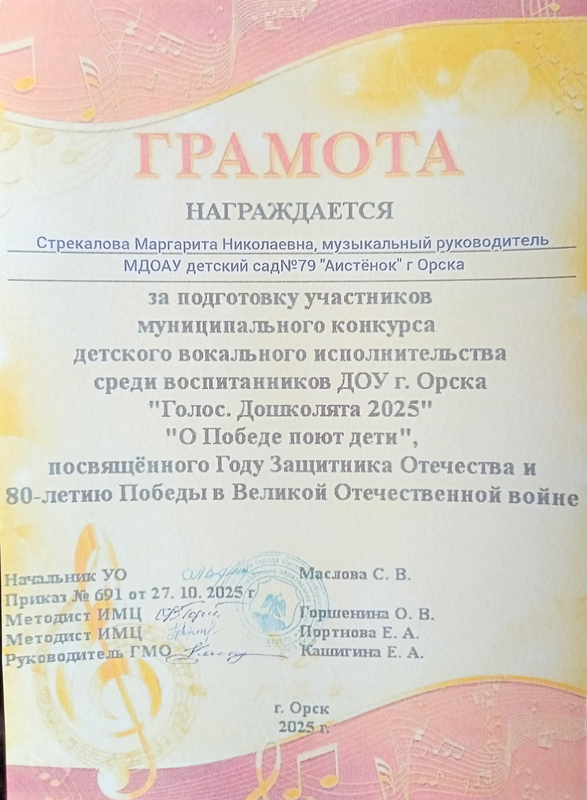 ГРАМОТА
НАГРАЖДАЕТСЯ
Стрекалова Маргарита Николаевна, музыкальный руководитель
МДОАУ детский сад№79 "Аистёнок" г Орска
за подготовку участников
муниципального конкурса
детского вокального исполнительства
среди воспитанников ДОУ г. Орска
"Голос. Дошколята 2025"
"О Победе поют дети",
посвящённого Году Защитника Отечества и
80-летию Победы в Великой Отечественной войне
Начальник УО Маслова С. В.
Приказ № 691 от 27. 10. 2025 г
Методист ИМЦ Горшенина О. В.
Методист ИМЦ Портнова Е. А.
Руководитель ГМО Кашигина Е. А.
г. Орск
2025 г.